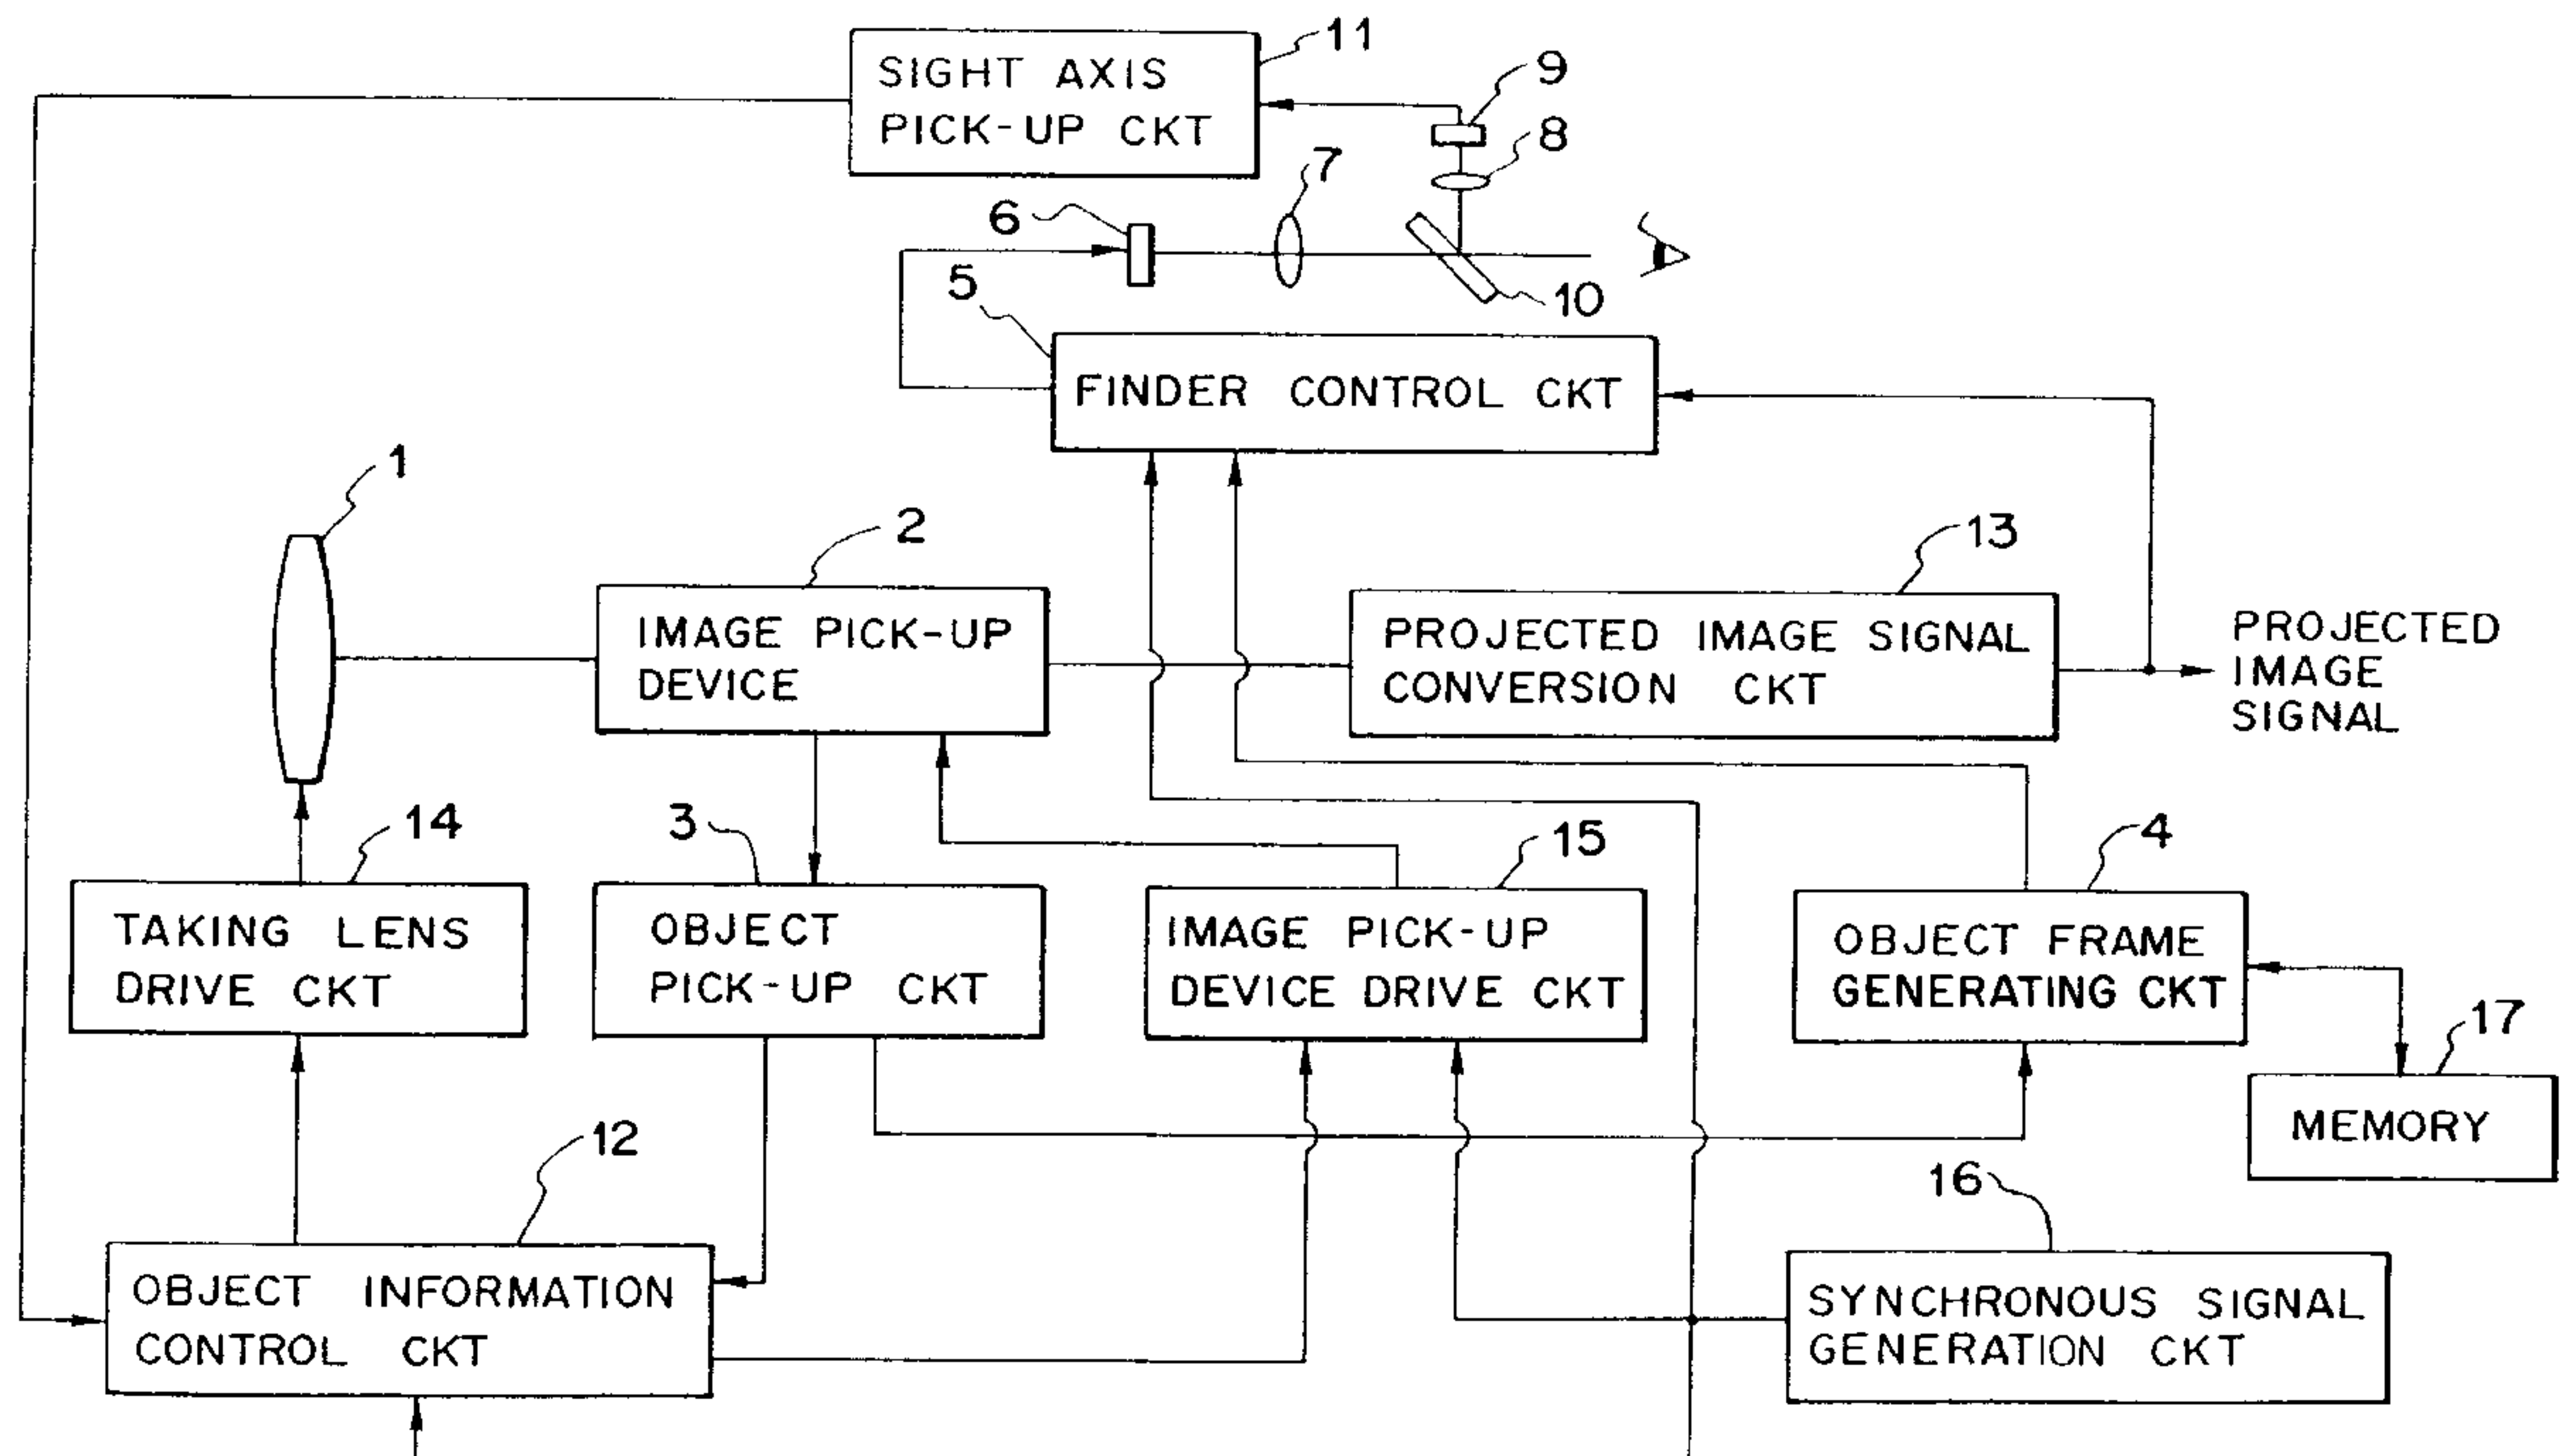 11
SIGHT AXIS
PICK-UP CKT
9
8
7
6
10
5
FINDER CONTROL CKT
1
2
13
IMAGE PICK-UP
DEVICE
PROJECTED IMAGE SIGNAL
CONVERSION CKT
PROJECTED
IMAGE
SIGNAL
14
3
15
4
TAKING LENS
DRIVE CKT
OBJECT
PICK-UP CKT
IMAGE PICK-UP
DEVICE DRIVE CKT
OBJECT FRAME
GENERATING CKT
17
MEMORY
12
16
OBJECT INFORMATION
CONTROL CKT
SYNCHRONOUS SIGNAL
GENERATION CKT